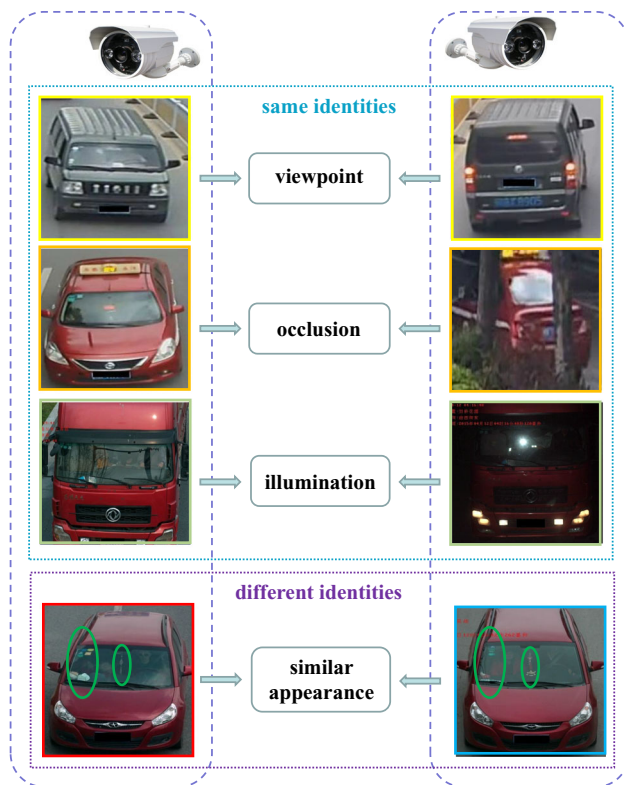 same identities
viewpoint
occlusion
illumination
different identities
similar
appearance